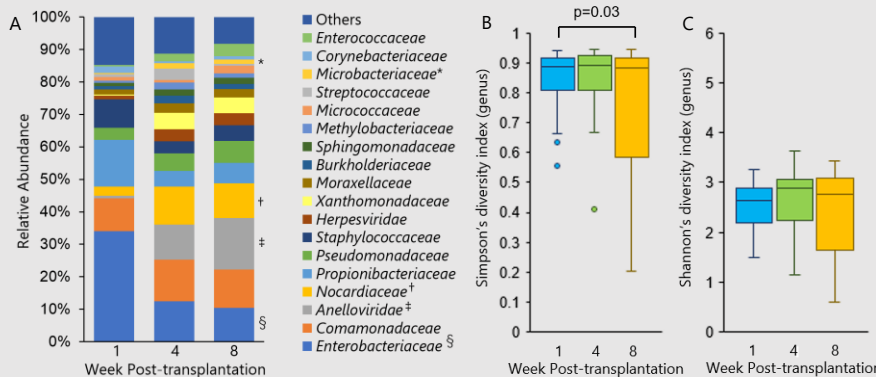 A
Relative Abundance
100%
90%
80%
70%
60%
50%
40%
30%
20%
10%
0%
*
†
‡
§
1 4 8
Week Post-transplantation
Others
Enterococcaceae
Corynebacteriaceae
Microbacteriaceae*
Streptococcaceae
Micrococcaceae
Methylobacteriaceae
Sphingomonadaceae
Burkholderiaceae
Moraxellaceae
Xanthomonadaceae
Herpesviridae
Staphylococcaceae
Pseudomonadaceae
Propionibacteriaceae
Nocardiaceae†
Anelloviridae‡
Comamonadaceae
Enterobacteriaceae §
B
p=0.03
Simpson's diversity index (genus)
1
0.9
0.8
0.7
0.6
0.5
0.4
0.3
0.2
0.1
0
1 4 8
Week Post-transplantation
C
Shannon's diversity index (genus)
6
5
4
3
2
1
0
1 4 8
Week Post-transplantation